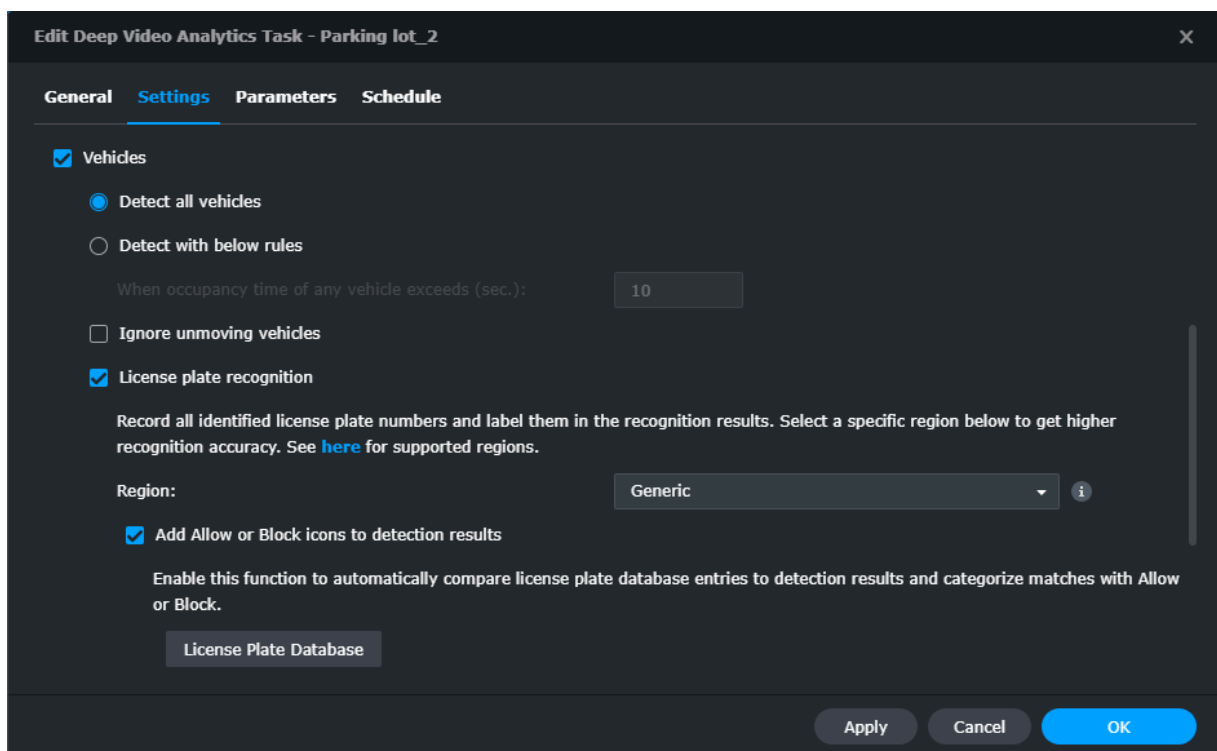 Edit Deep Video Analytics Task - Parking lot_2
General Settings Parameters Schedule
Vehicles
Detect all vehicles
Detect with below rules
When occupancy time of any vehicle exceeds (sec.): 10
Ignore unmoving vehicles
License plate recognition
Record all identified license plate numbers and label them in the recognition results. Select a specific region below to get higher
recognition accuracy. See here for supported regions.
Region: Generic
Add Allow or Block icons to detection results
Enable this function to automatically compare license plate database entries to detection results and categorize matches with Allow
or Block.
License Plate Database
Apply Cancel OK